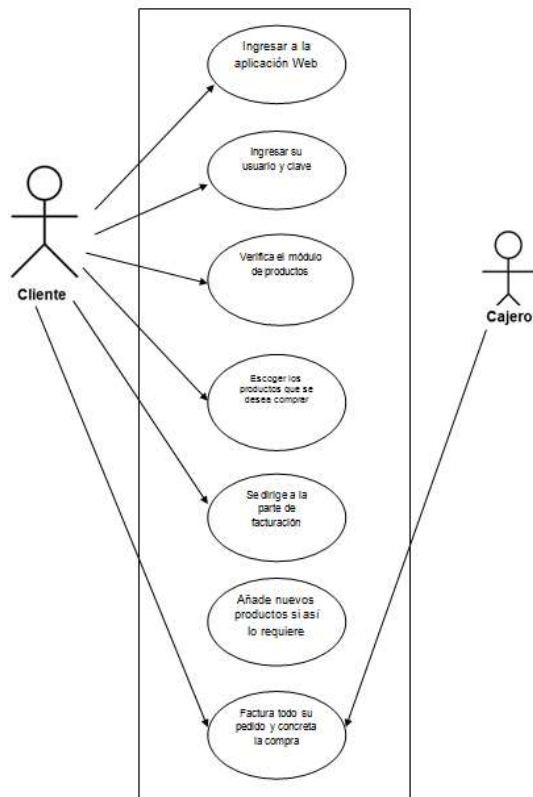 Ingresar a la
aplicación Web
Ingresar su
usuario y clave
Verifica el módulo
de productos
Cliente
Cajero
Escoger los
productos que se
desea comprar
Se dirige a la
parte de
facturación
Añade nuevos
productos si así
lo requiere
Factura todo su
pedido y concreta
la compra